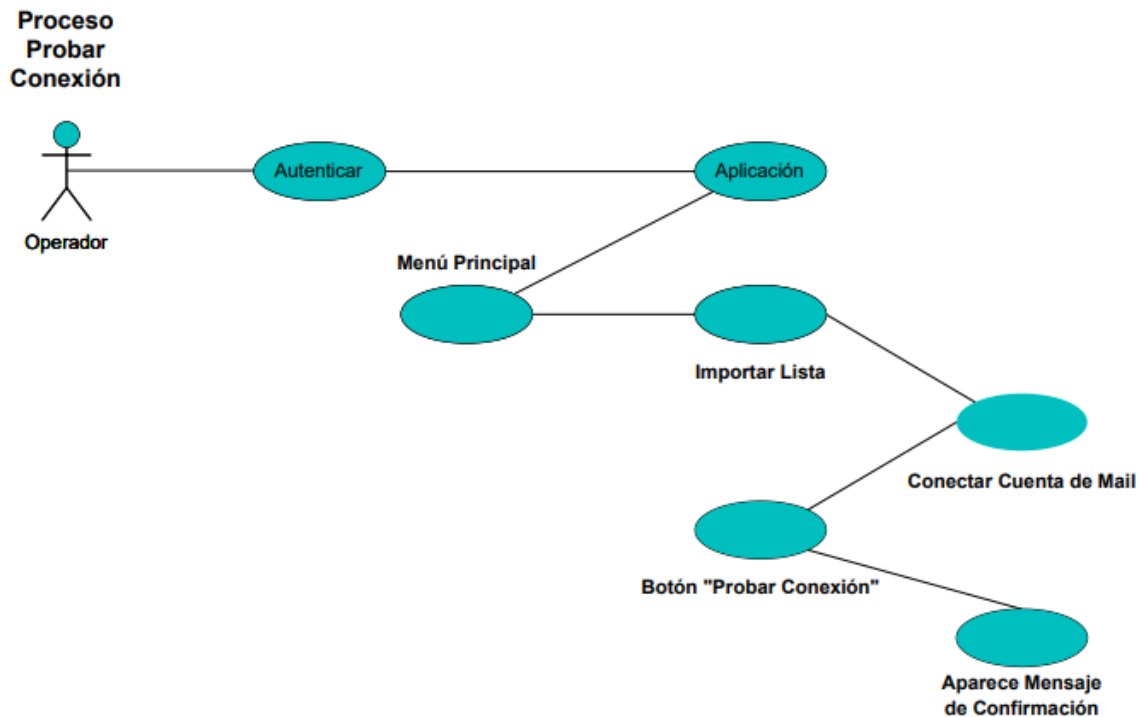 Proceso
Probar
Conexión
Autenticar
Aplicación
Operador
Menú Principal
Importar Lista
Conectar Cuenta de Mail
Botón "Probar Conexión"
Aparece Mensaje
de Confirmación